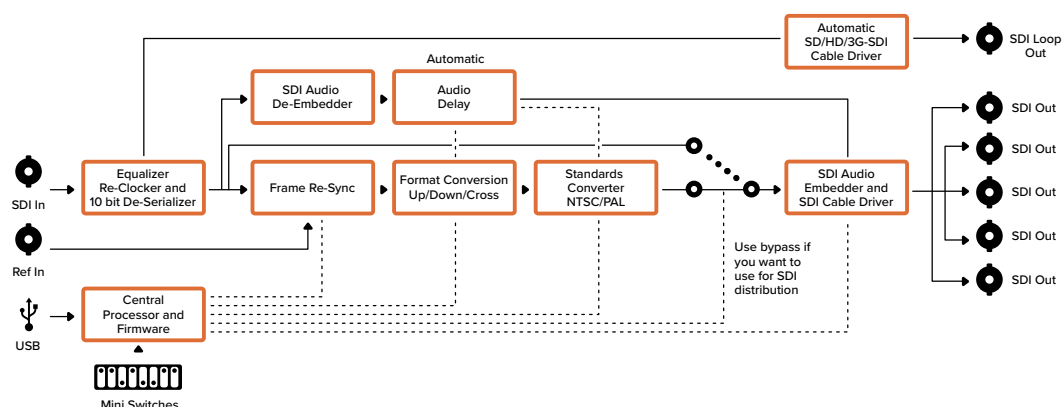 Automatic
SD/HD/3G-SDI
Cable Driver
SDI Loop
Out
Automatic
SDI Audio
De-Embedder
Audio
Delay
SDI Out
SDI Out
SDI In
Equalizer
Re-Clocker and
10 bit De-Serializer
Frame Re-Sync
Format Conversion
Up/Down/Cross
Standards
Converter
NTSC/PAL
SDI Audio
Embedder and
SDI Cable Driver
SDI Out
SDI Out
SDI Out
Ref In
Use bypass if
you want to
use for SDI
distribution
USB
Central
Processor and
Firmware
Mini Switches